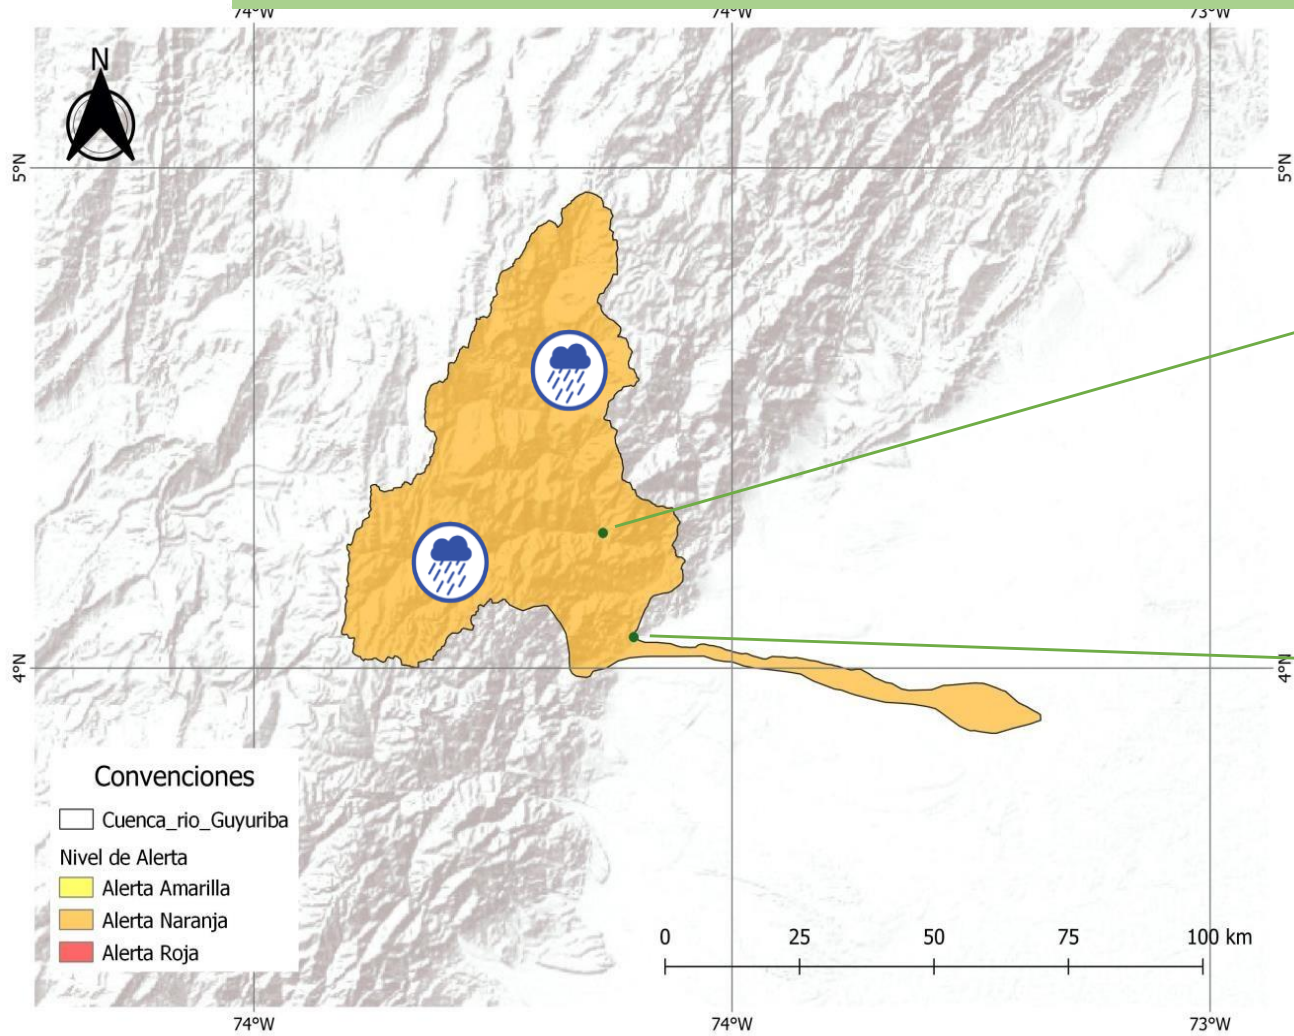 74°W
74°W
73°W
N
5°N
5°N
4°N
4°N
Convenciones
Cuenca_rio_Guyuriba
Nivel de Alerta
Alerta Amarilla
Alerta Naranja
Alerta Roja
0 25 50 75 100 km
74°W
74°W
73°W